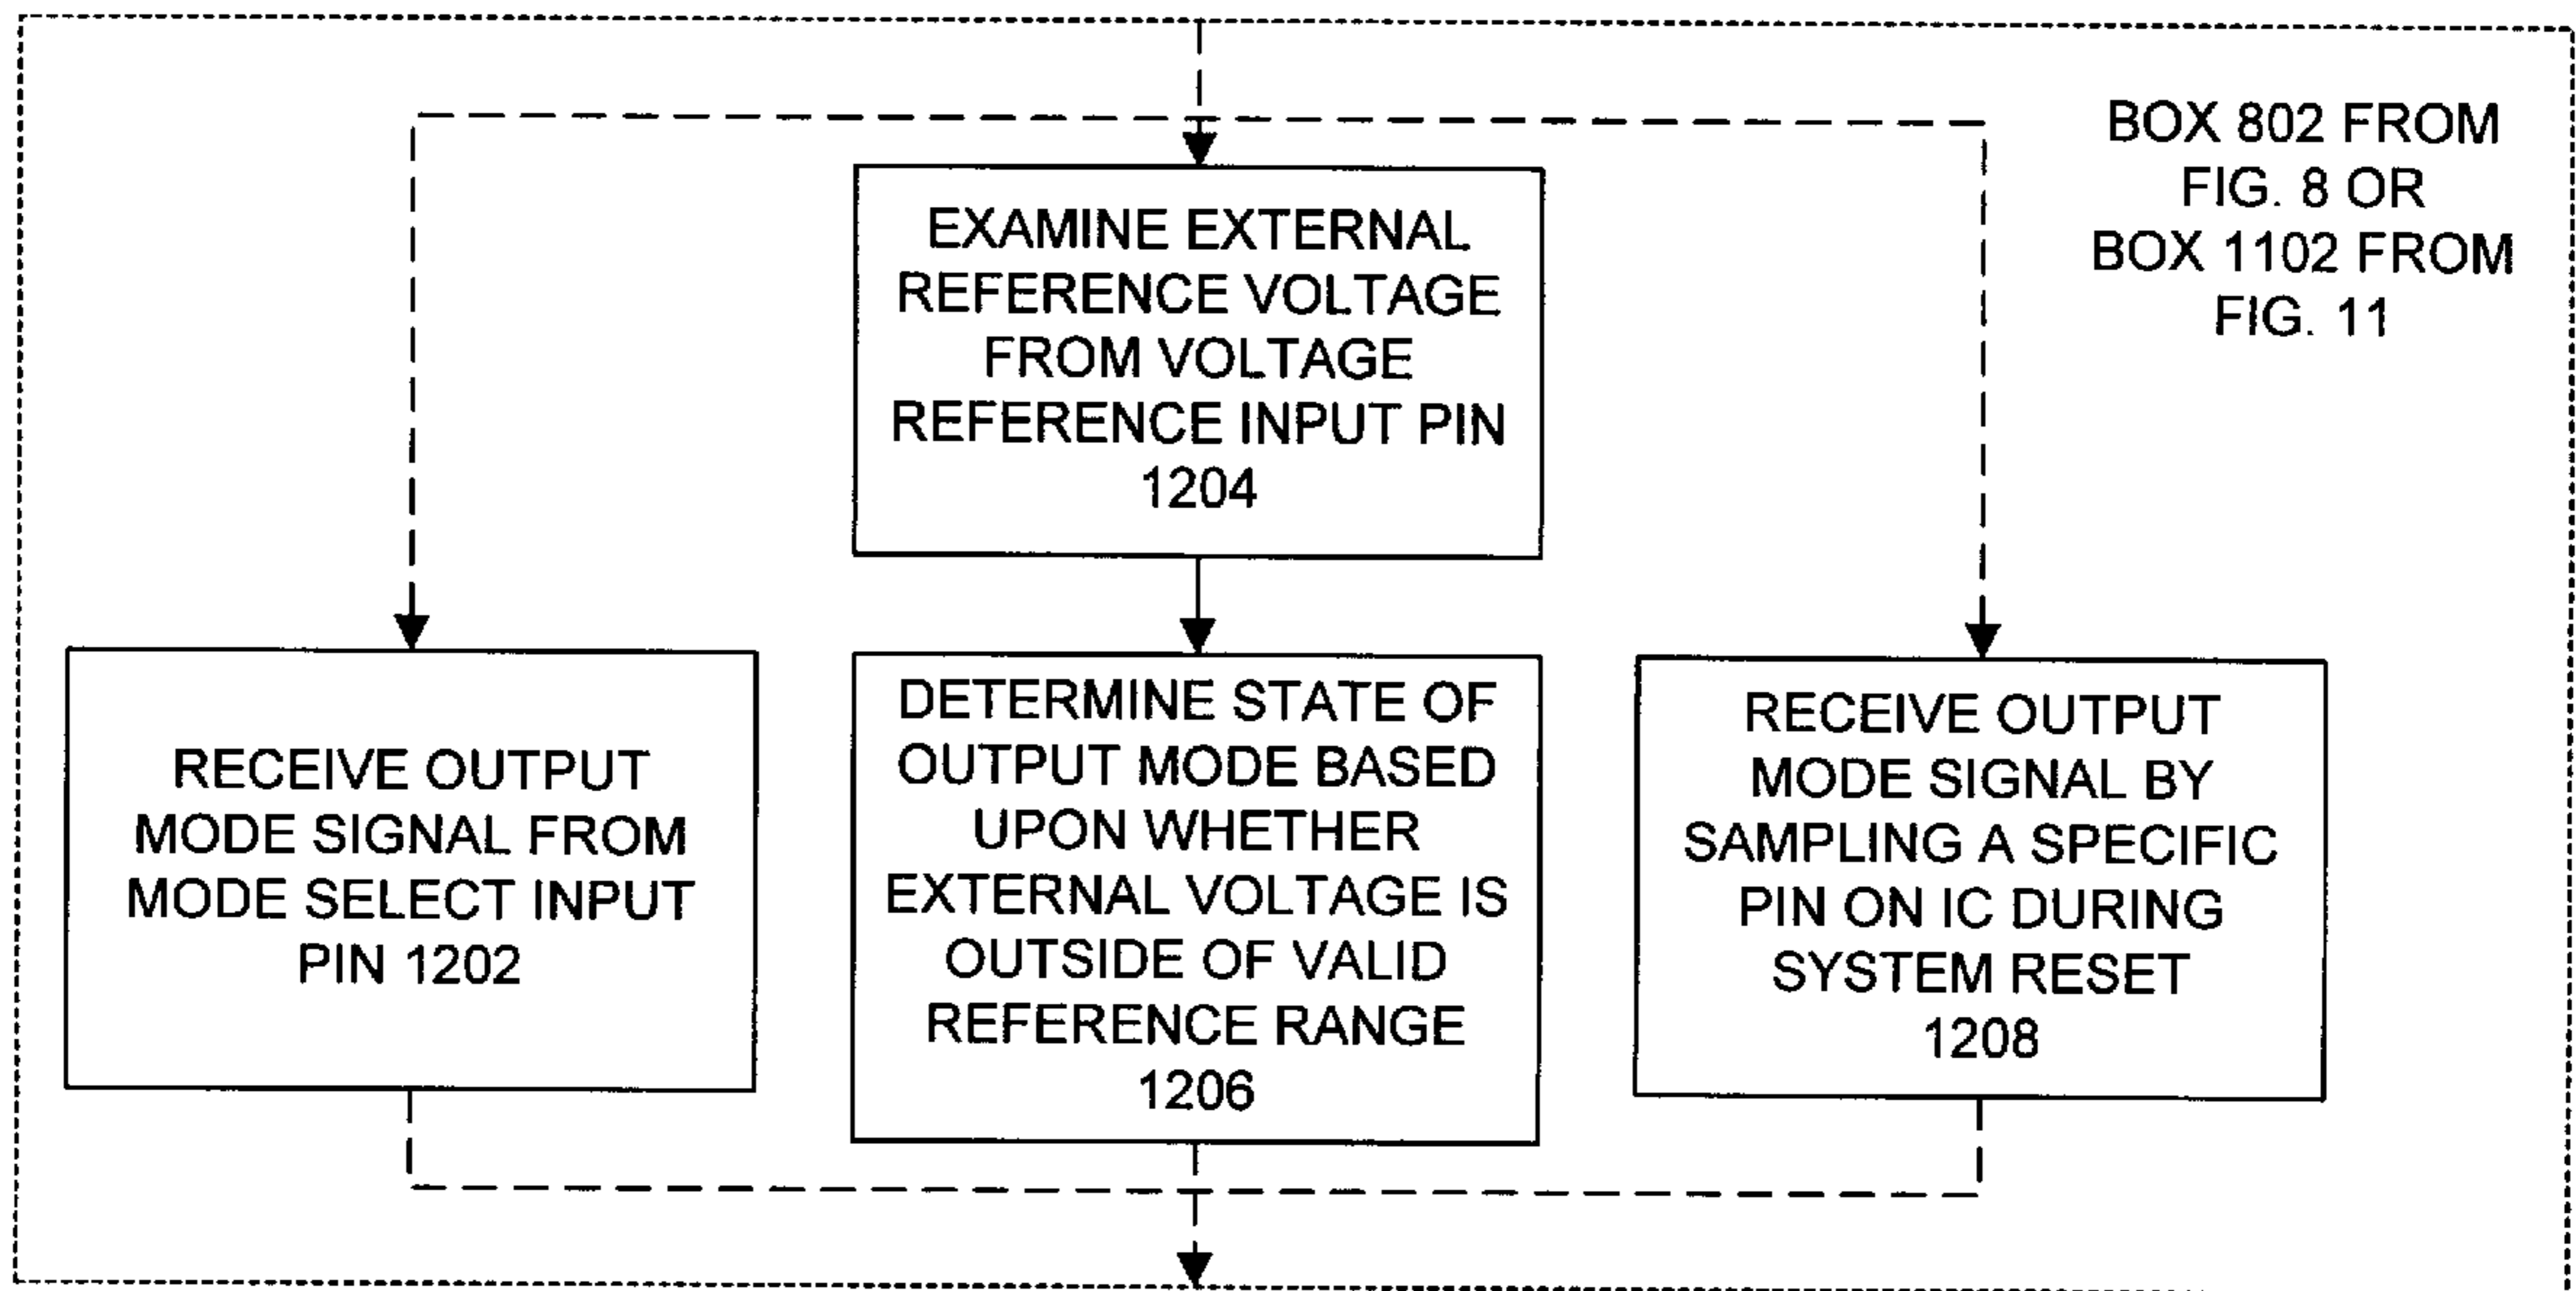 BOX 802 FROM
FIG. 8 OR
BOX 1102 FROM
FIG. 11
EXAMINE EXTERNAL
REFERENCE VOLTAGE
FROM VOLTAGE
REFERENCE INPUT PIN
1204
RECEIVE OUTPUT
MODE SIGNAL FROM
MODE SELECT INPUT
PIN 1202
DETERMINE STATE OF
OUTPUT MODE BASED
UPON WHETHER
EXTERNAL VOLTAGE IS
OUTSIDE OF VALID
REFERENCE RANGE
1206
RECEIVE OUTPUT
MODE SIGNAL BY
SAMPLING A SPECIFIC
PIN ON IC DURING
SYSTEM RESET
1208